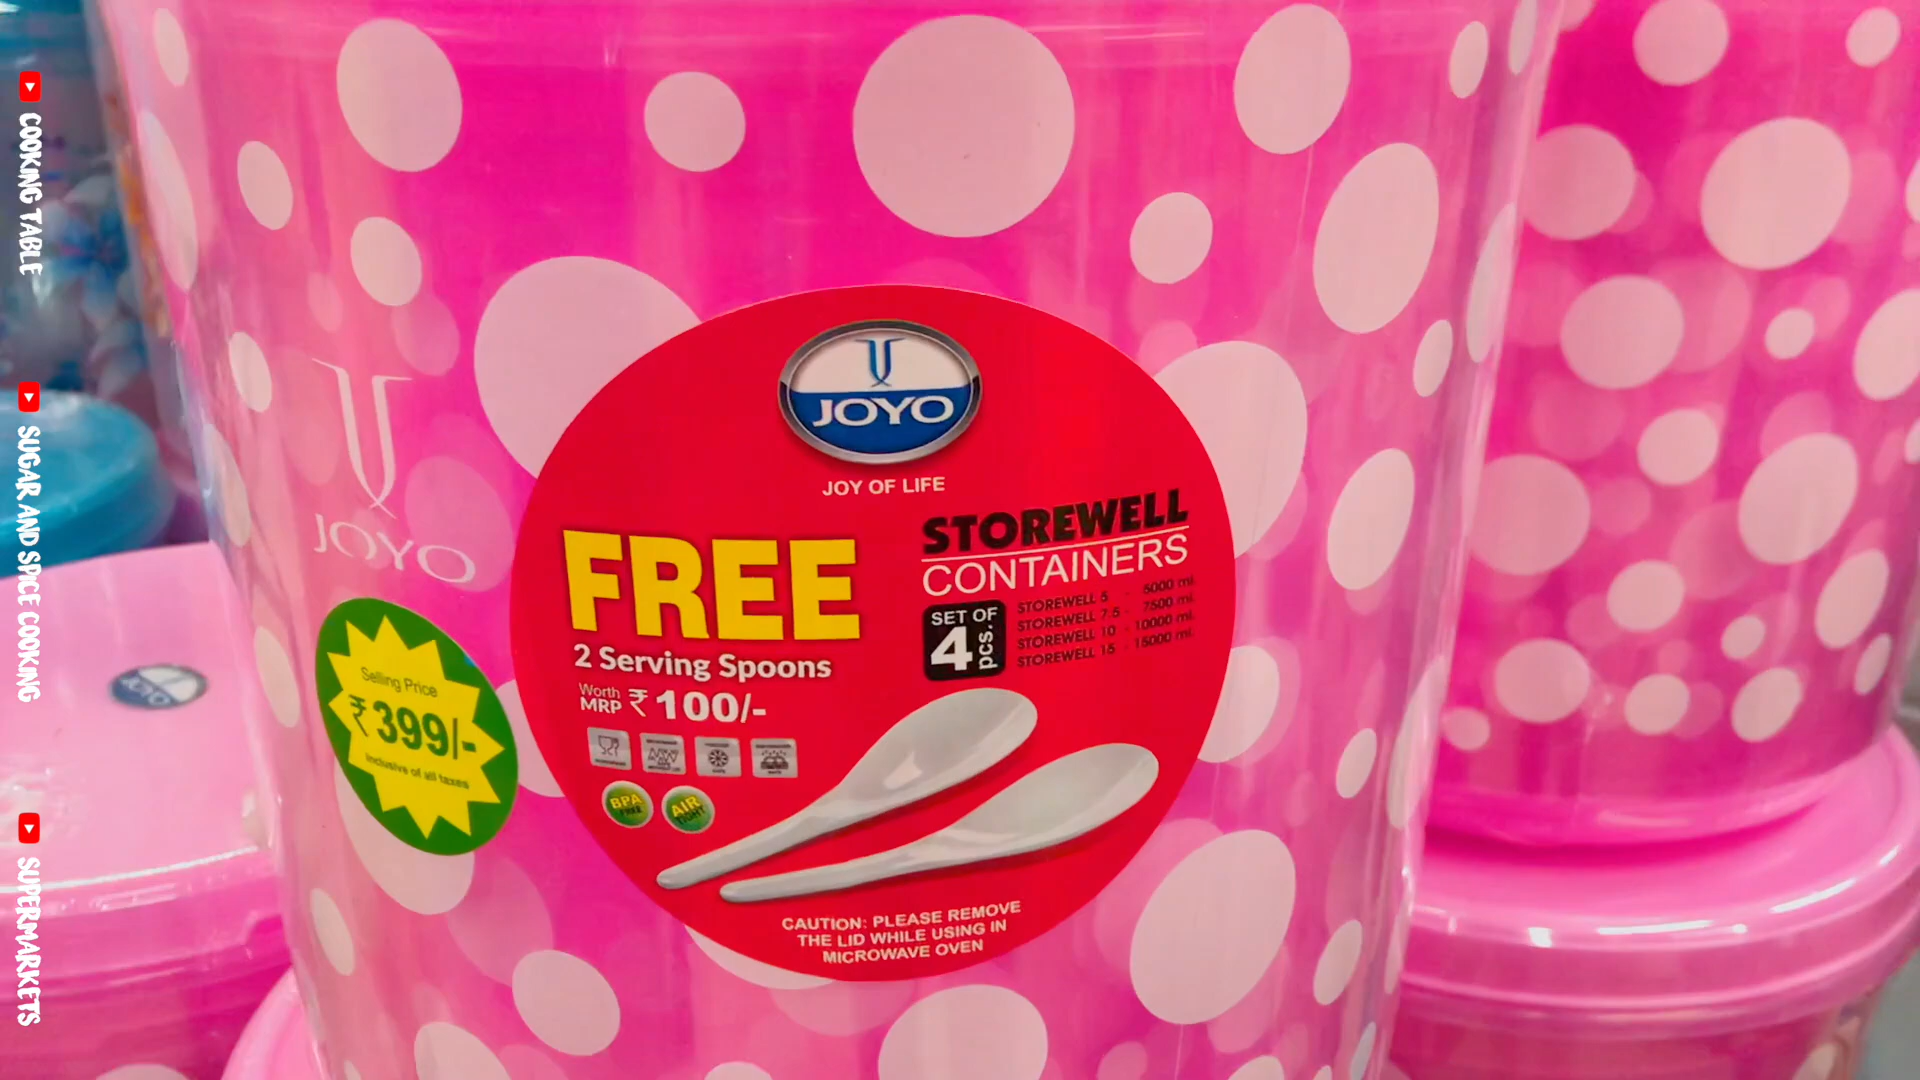 COOKING TABLE
SUGAR AND SPICE COOKING
SUPERMARKETS
JOYO
JOYO
Selling Price
₹ 399/-
Inclusive of all taxes
JOYO
JOY OF LIFE
FREE
2 Serving Spoons
Worth
MRP ₹ 100/-
BPA
FREE
AIR
TIGHT
STOREWELL
CONTAINERS
SET OF
4 pcs.
STOREWELL 5 - 5000 ml.
STOREWELL 7.5 - 7500 ml.
STOREWELL 10 - 10000 ml.
STOREWELL 15 - 15000 ml.
CAUTION: PLEASE REMOVE
THE LID WHILE USING IN
MICROWAVE OVEN